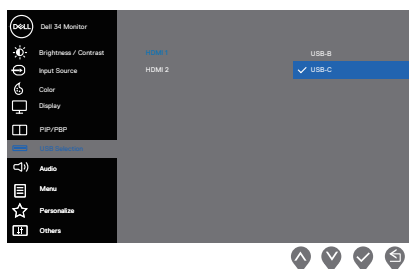 DELL
Dell 34 Monitor
Brightness / Contrast
HDMI 1
USB-B
Input Source
HDMI 2
USB-C
Color
Display
PIP/PBP
USB Selection
Audio
Menu
Personalize
Others